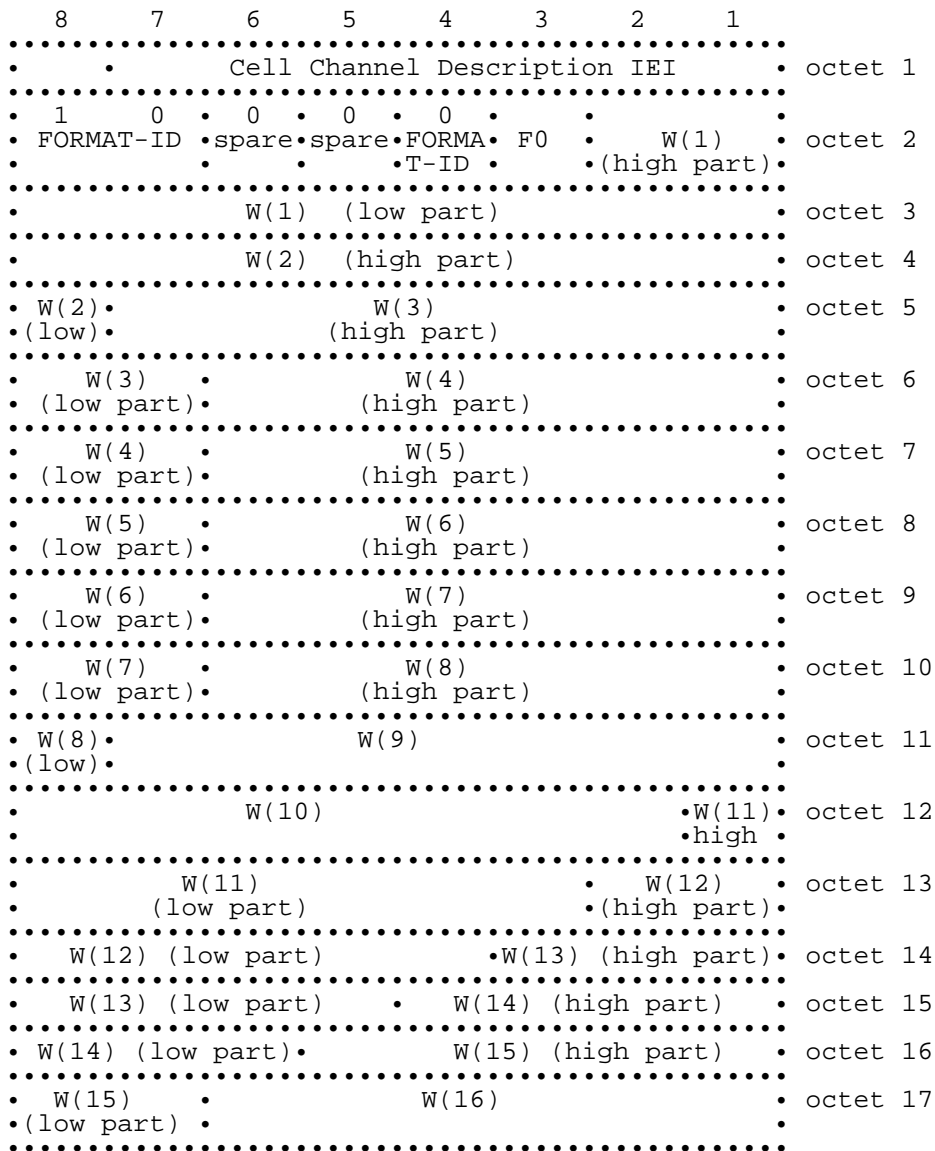 8 7 6 5 4 3 2 1
Cell Channel Description IEI octet 1
1 0 0 0 0
FORMAT-ID spare spare FORMA F0 W(1) octet 2
T-ID (high part)
W(1) (low part) octet 3
W(2) (high part) octet 4
W(2) W(3) octet 5
(low) (high part)
W(3) W(4) octet 6
(low part) (high part)
W(4) W(5) octet 7
(low part) (high part)
W(5) W(6) octet 8
(low part) (high part)
W(6) W(7) octet 9
(low part) (high part)
W(7) W(8) octet 10
(low part) (high part)
W(8) W(9) octet 11
(low)
W(10) W(11) octet 12
high
W(11) W(12) octet 13
(low part) (high part)
W(12) (low part) W(13) (high part) octet 14
W(13) (low part) W(14) (high part) octet 15
W(14) (low part) W(15) (high part) octet 16
W(15) W(16) octet 17
(low part)